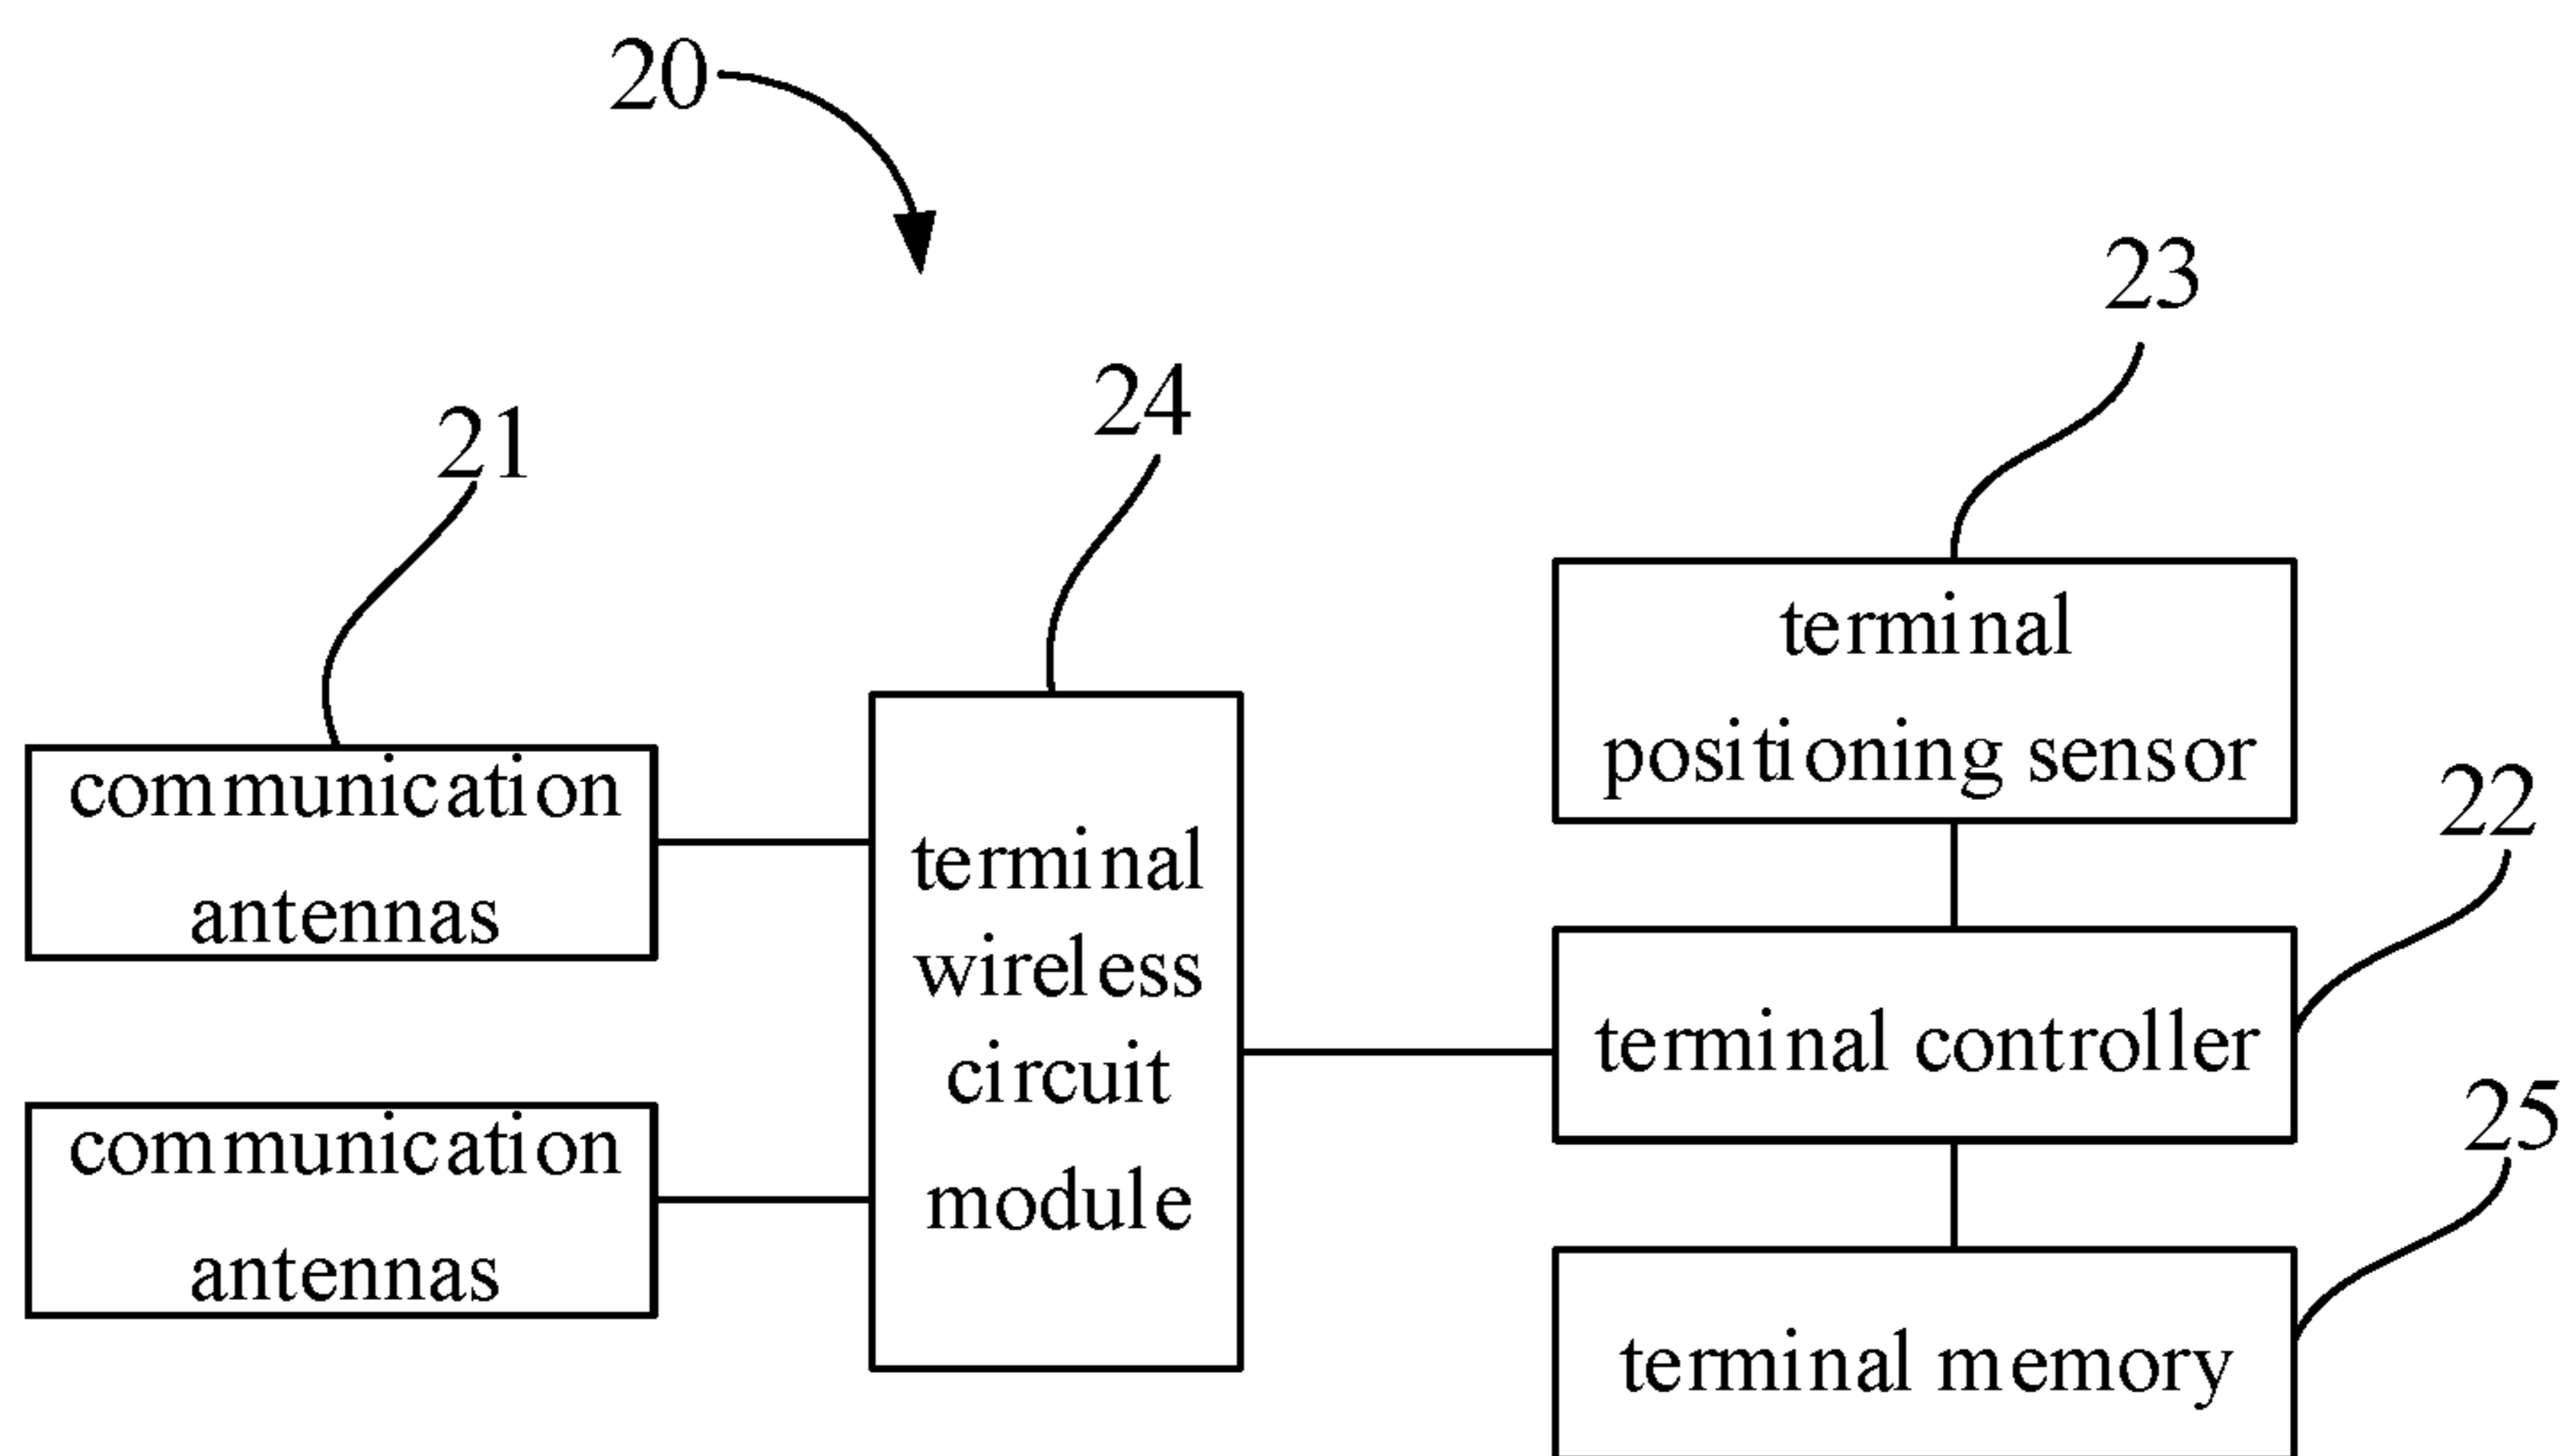 20
23
24
21
terminal
positioning sensor
22
communication
antennas
terminal
wireless
circuit
module
terminal controller
25
communication
antennas
terminal memory